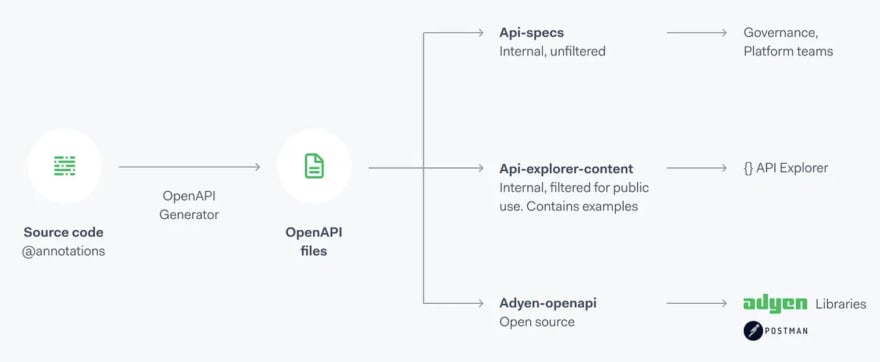 Source code
@annotations
OpenAPI
Generator
OpenAPI
files
Api-specs
Internal, unfiltered
Governance,
Platform teams
Api-explorer-content
Internal, filtered for public
use. Contains examples
{} API Explorer
Adyen-openapi
Open source
adyen Libraries
POSTMAN